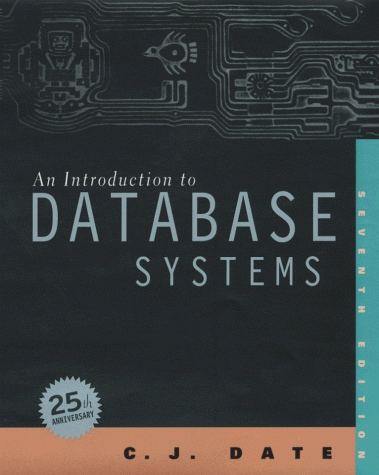 An Introduction to
DATABASE
SYSTEMS
SEVENTH EDITION
25th
ANNIVERSARY
C. J. DATE